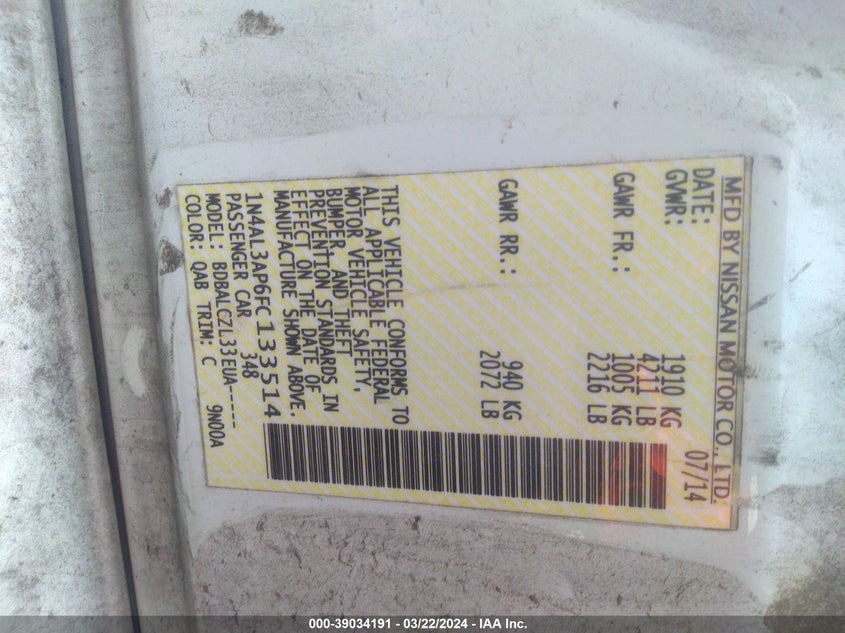 MFD BY NISSAN MOTOR CO., LTD.
DATE: 07/14
GVWR: 1910 KG
4211 LB
GAWR FR.: 1005 KG
2216 LB
GAWR RR.: 940 KG
2072 LB
THIS VEHICLE CONFORMS TO
ALL APPLICABLE FEDERAL
MOTOR VEHICLE SAFETY,
BUMPER, AND THEFT
PREVENTION STANDARDS IN
EFFECT ON THE DATE OF
MANUFACTURE SHOWN ABOVE.
1N4AL3AP6FC133514
PASSENGER CAR 348
MODEL: BDBALCZL33EUA-----
COLOR: QAB TRIM: C 9N00A
000-39034191 - 03/22/2024 - IAA Inc.